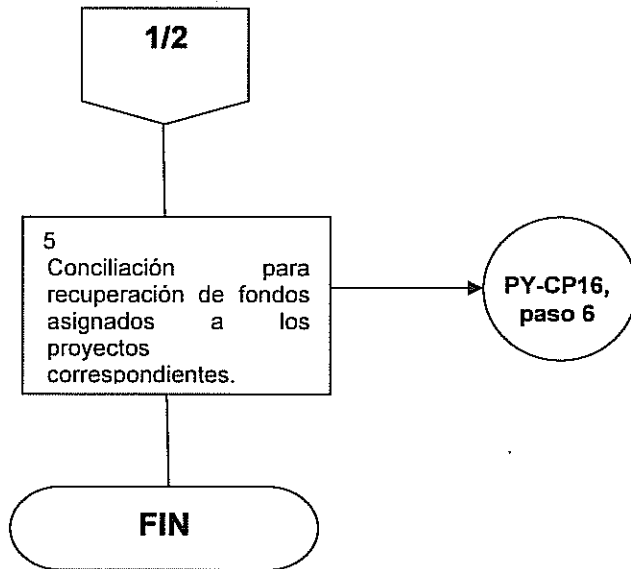 1/2
5
Conciliación para
recuperación de fondos
asignados a los
proyectos
correspondientes.
PY-CP16,
paso 6
FIN